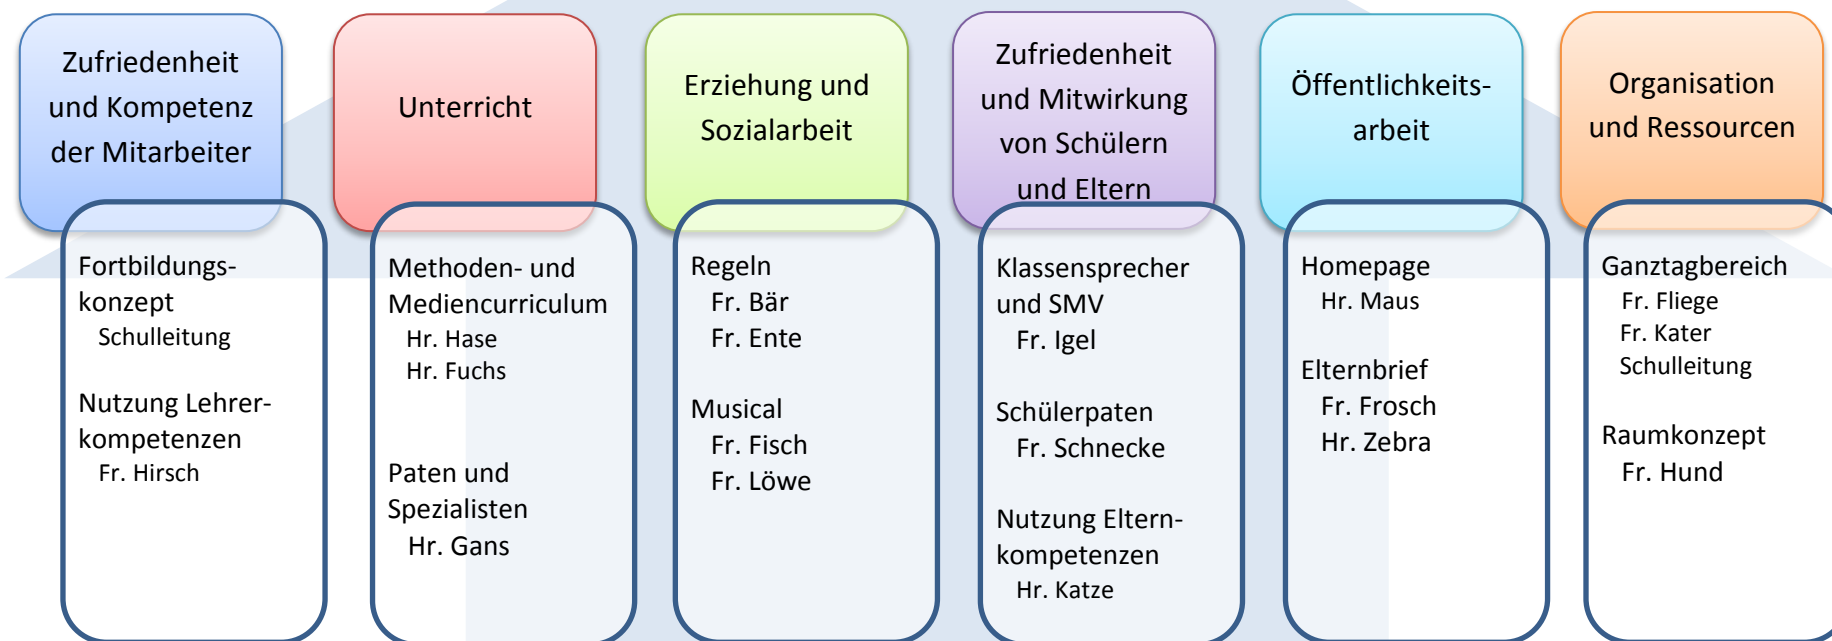 Zufriedenheit
und Kompetenz
der Mitarbeiter
Fortbildungs-
konzept
Schulleitung
Nutzung Lehrer-
kompetenzen
Fr. Hirsch
Unterricht
Methoden- und
Mediencurriculum
Hr. Hase
Hr. Fuchs
Paten und
Spezialisten
Hr. Gans
Erziehung und
Sozialarbeit
Regeln
Fr. Bär
Fr. Ente
Musical
Fr. Fisch
Fr. Löwe
Zufriedenheit
und Mitwirkung
von Schülern
und Eltern
Klassensprecher
und SMV
Fr. Igel
Schülerpaten
Fr. Schnecke
Nutzung Eltern-
kompetenzen
Hr. Katze
Öffentlichkeits-
arbeit
Homepage
Hr. Maus
Elternbrief
Fr. Frosch
Hr. Zebra
Organisation
und Ressourcen
Ganztagbereich
Fr. Fliege
Fr. Kater
Schulleitung
Raumkonzept
Fr. Hund